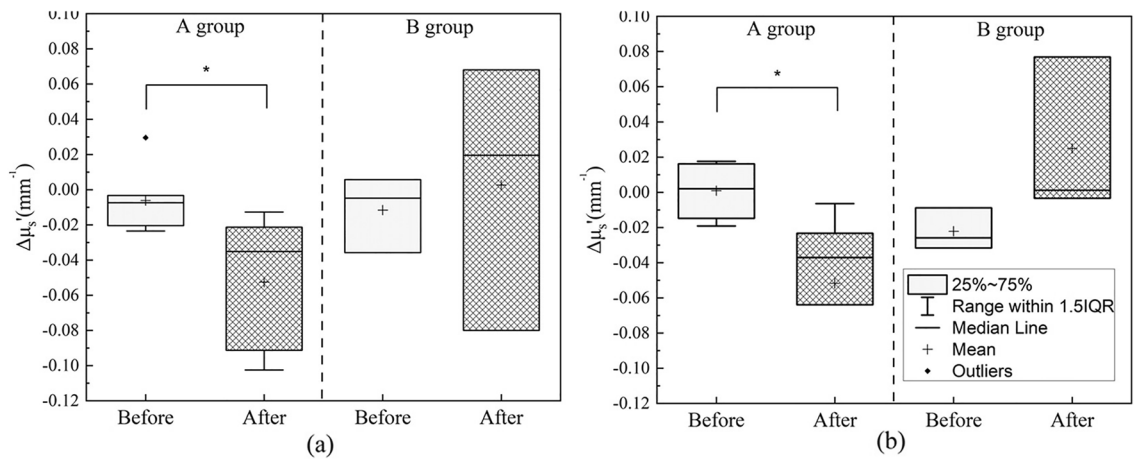 0.10
0.08
0.06
0.04
0.02
0.00
-0.02
-0.04
-0.06
-0.08
-0.10
-0.12
Δμs'(mm-1)
A group
B group
*
Before
After
Before
After
(a)
0.10
0.08
0.06
0.04
0.02
0.00
-0.02
-0.04
-0.06
-0.08
-0.10
-0.12
Δμs'(mm-1)
A group
B group
*
25%~75%
Range within 1.5IQR
Median Line
Mean
Outliers
Before
After
Before
After
(b)